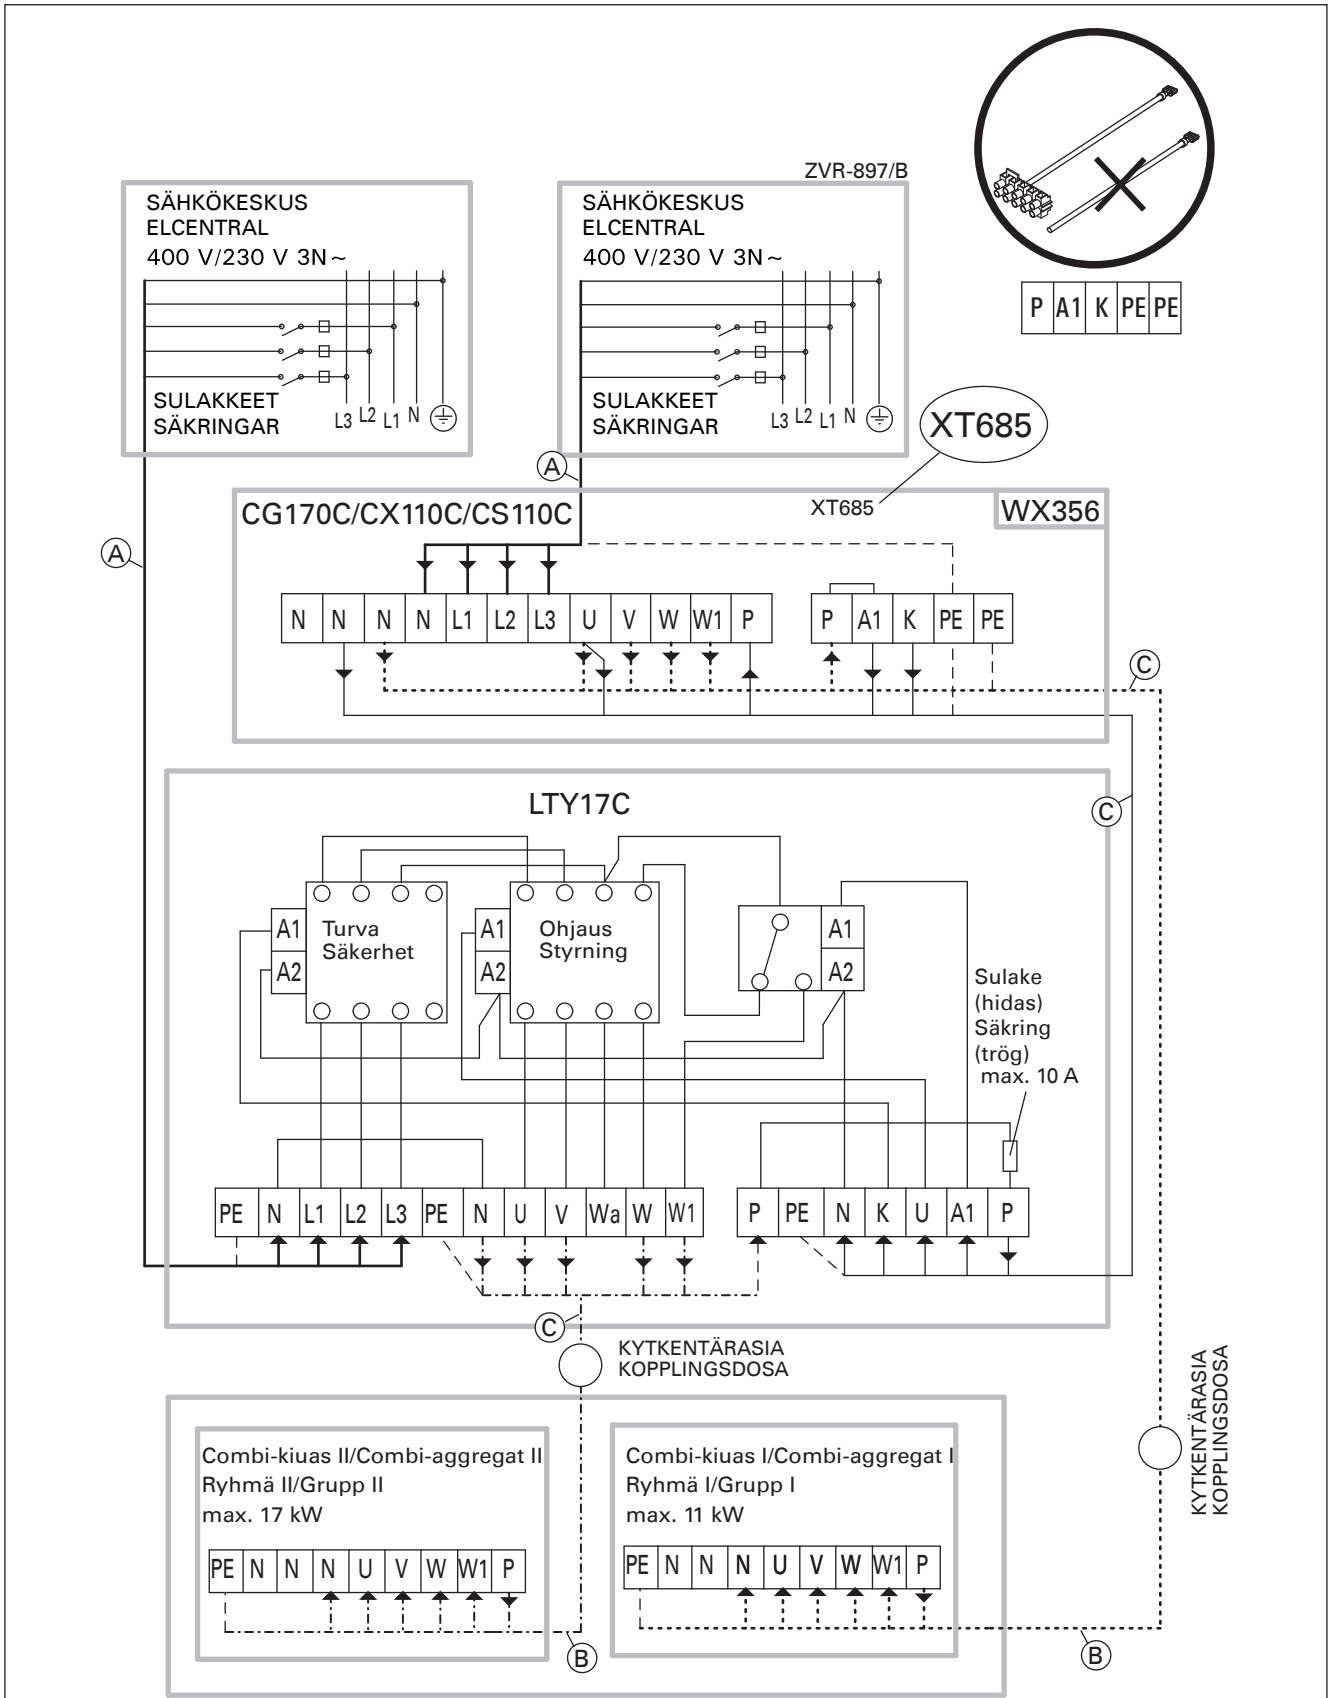 ZVR-897/B
SÄHKÖKESKUS
ELCENTRAL
400 V/230 V 3N~
SULAKKEET
SÄKRINGAR
L3 L2 L1 N
SÄHKÖKESKUS
ELCENTRAL
400 V/230 V 3N~
SULAKKEET
SÄKRINGAR
L3 L2 L1 N
P A1 K PE PE
XT685
A
A
CG170C/CX110C/CS110C
XT685
WX356
N N N N L1 L2 L3 U V W W1 P
P A1 K PE PE
C
C
LTY17C
A1
A2
Turva
Säkerhet
A1
A2
Ohjaus
Styrning
A1
A2
Sulake
(hidas)
Säkring
(trög)
max. 10 A
PE N L1 L2 L3 PE N U V Wa W W1
P PE N K U A1 P
C
KYTKENTÄRASIA
KOPPLINGSDOSA
KYTKENTÄRASIA
KOPPLINGSDOSA
Combi-kiuas II/Combi-aggregat II
Ryhmä II/Grupp II
max. 17 kW
PE N N N U V W W1 P
B
Combi-kiuas I/Combi-aggregat I
Ryhmä I/Grupp I
max. 11 kW
PE N N N U V W W1 P
B